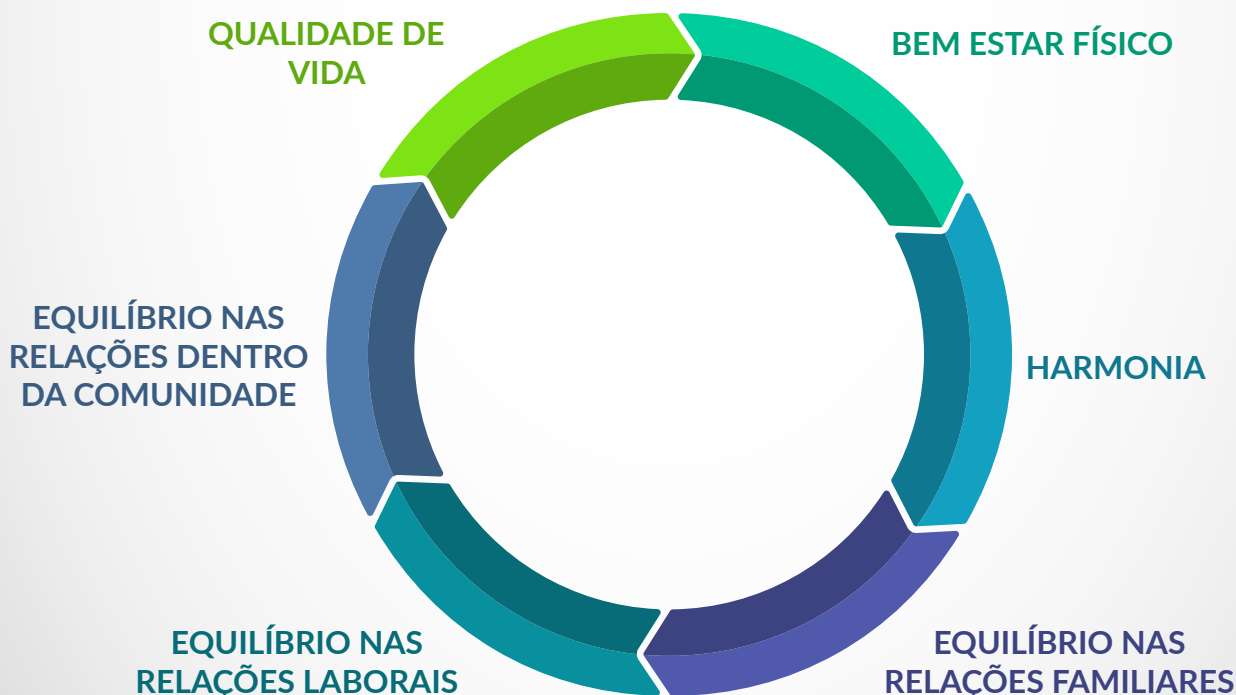 QUALIDADE DE
VIDA
BEM ESTAR FÍSICO
HARMONIA
EQUILÍBRIO NAS
RELAÇÕES FAMILIARES
EQUILÍBRIO NAS
RELAÇÕES LABORAIS
EQUILÍBRIO NAS
RELAÇÕES DENTRO
DA COMUNIDADE